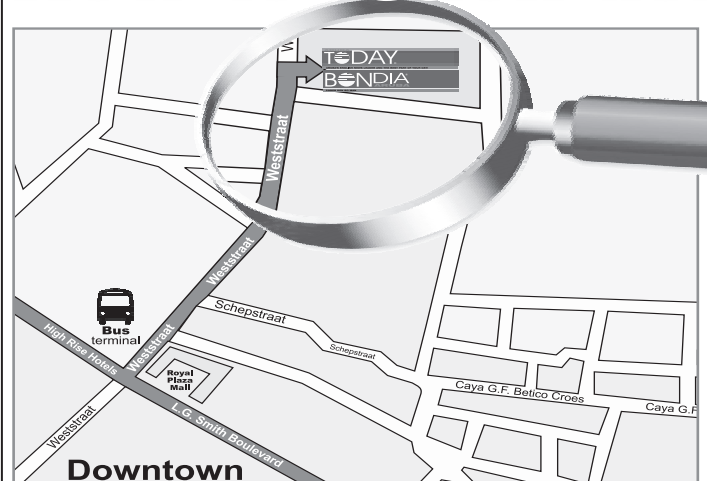 W
TODAY
BONDIA
Weststraat
Weststraat
Schepstraat
Schepstraat
Bus
terminal
High Rise Hotels
Weststraat
Royal
Plaza
Mall
Caya G.F. Betico Croes
Caya G.F
L.G. Smith Boulevard
Weststraat
Downtown